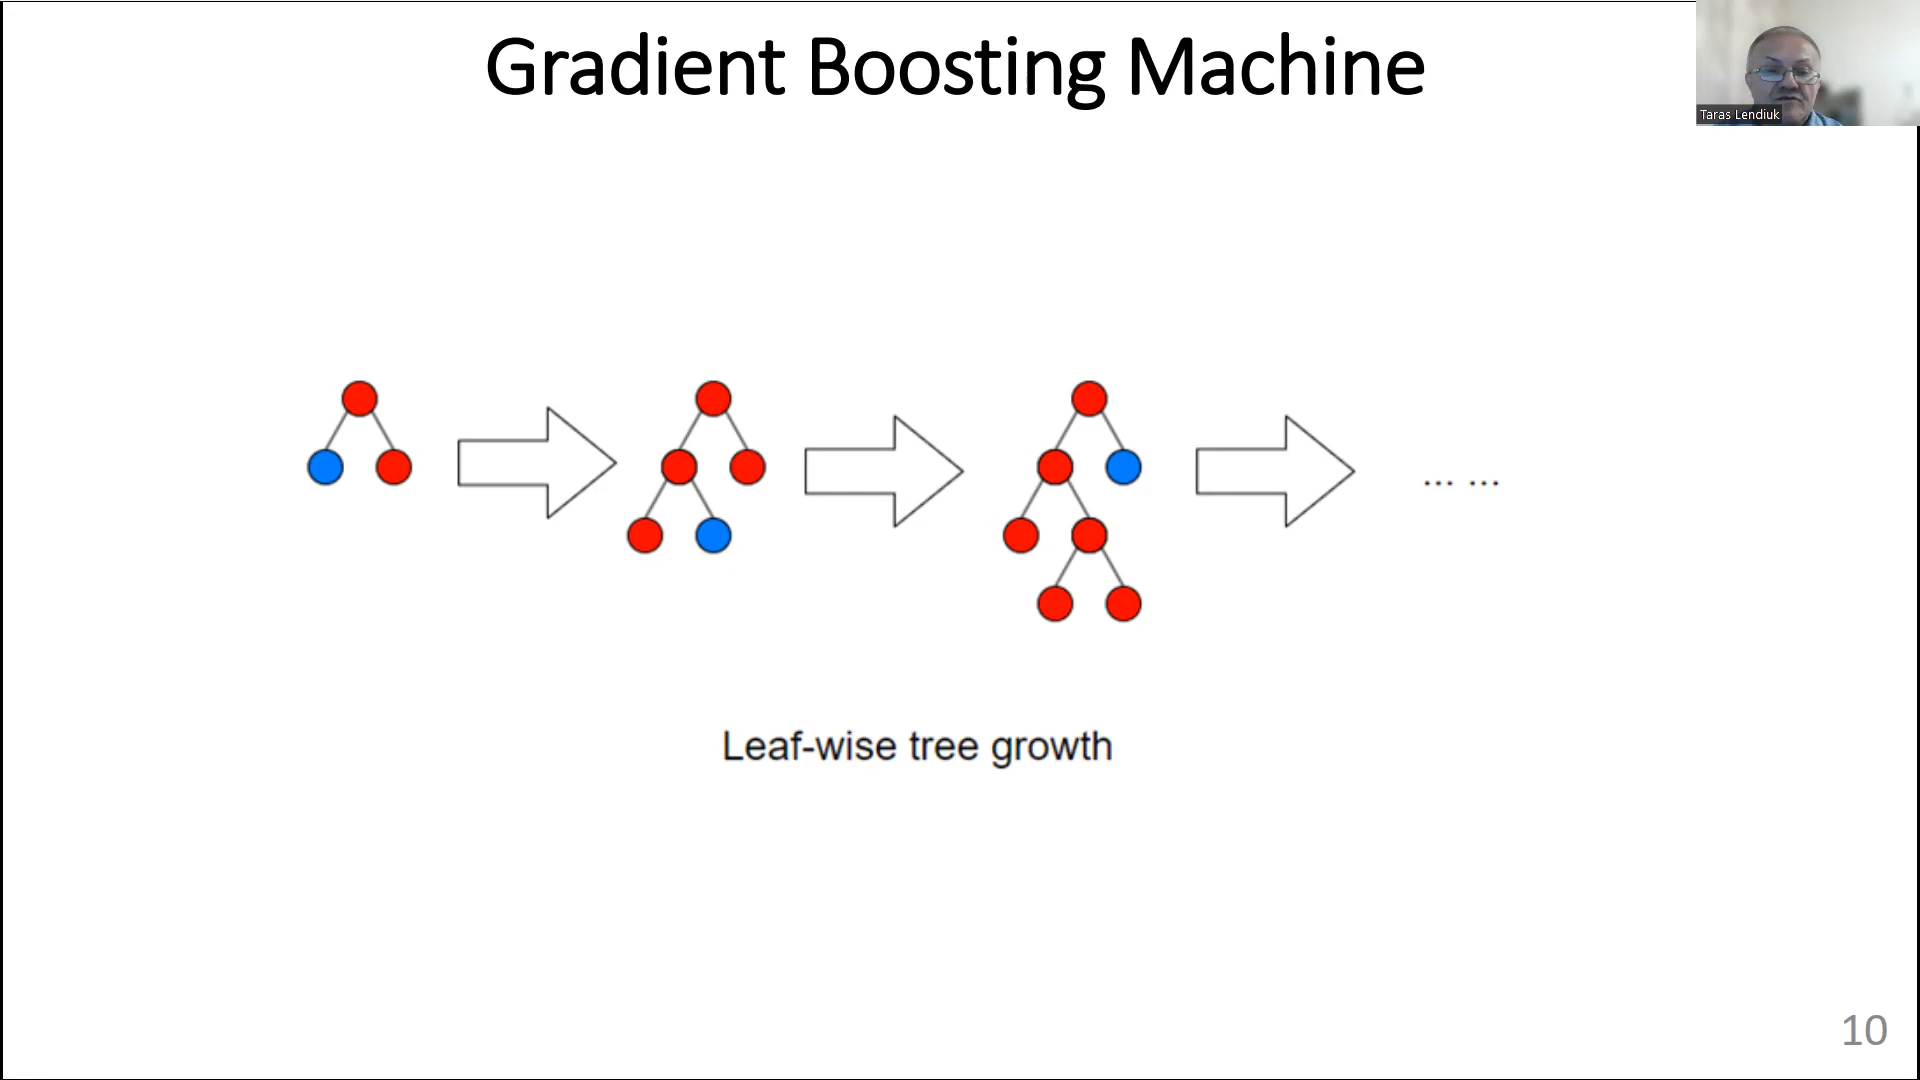 Gradient Boosting Machine
Taras Lendiuk
... ...
Leaf-wise tree growth
10